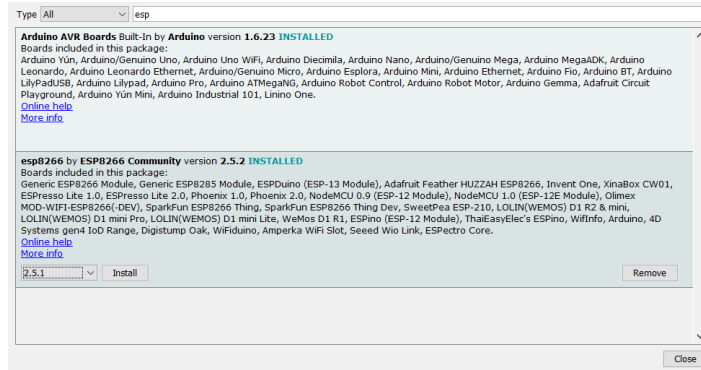 Type All esp
Arduino AVR Boards Built-In by Arduino version 1.6.23 INSTALLED
Boards included in this package:
Arduino Yún, Arduino/Genuino Uno, Arduino Uno WiFi, Arduino Diecimila, Arduino Nano, Arduino/Genuino Mega, Arduino MegaADK, Arduino
Leonardo, Arduino Leonardo Ethernet, Arduino/Genuino Micro, Arduino Esplora, Arduino Mini, Arduino Ethernet, Arduino Fio, Arduino BT, Arduino
LilyPadUSB, Arduino Lilypad, Arduino Pro, Arduino ATMegaNG, Arduino Robot Control, Arduino Robot Motor, Arduino Gemma, Adafruit Circuit
Playground, Arduino Yún Mini, Arduino Industrial 101, Linino One.
Online help
More info
esp8266 by ESP8266 Community version 2.5.2 INSTALLED
Boards included in this package:
Generic ESP8266 Module, Generic ESP8285 Module, ESPDuino (ESP-13 Module), Adafruit Feather HUZZAH ESP8266, Invent One, XinaBox CW01,
ESPresso Lite 1.0, ESPresso Lite 2.0, Phoenix 1.0, Phoenix 2.0, NodeMCU 0.9 (ESP-12 Module), NodeMCU 1.0 (ESP-12E Module), Olimex
MOD-WIFI-ESP8266(-DEV), SparkFun ESP8266 Thing, SparkFun ESP8266 Thing Dev, SweetPea ESP-210, LOLIN(WEMOS) D1 R2 & mini,
LOLIN(WEMOS) D1 mini Pro, LOLIN(WEMOS) D1 mini Lite, WeMos D1 R1, ESPino (ESP-12 Module), ThaiEasyElec's ESPino, WifInfo, Arduino, 4D
Systems gen4 IoD Range, Digistump Oak, WiFiduino, Amperka WiFi Slot, Seeed Wio Link, ESPectro Core.
Online help
More info
2.5.1 Install Remove
Close